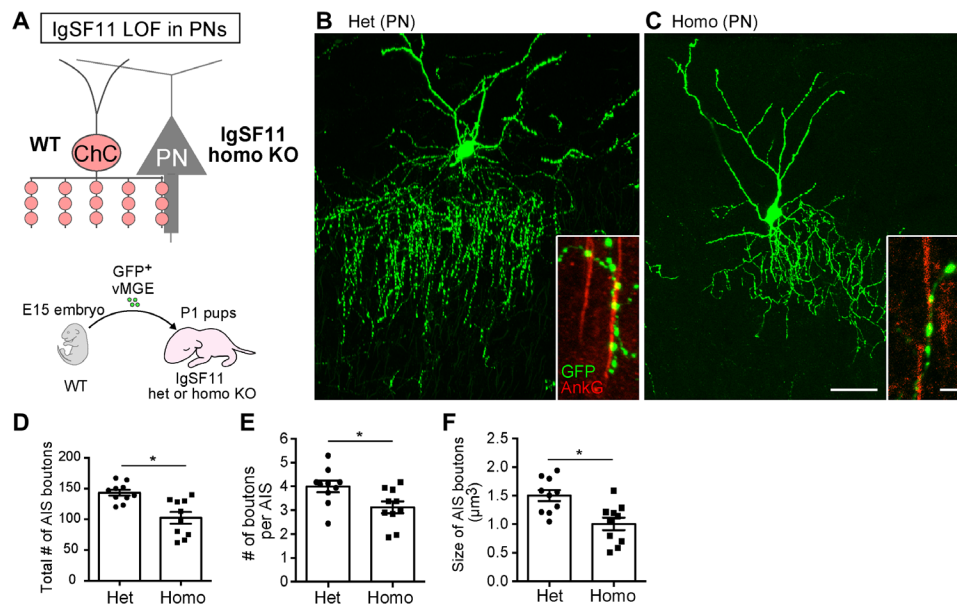 A
IgSF11 LOF in PNs
WT
ChC
PN
IgSF11
homo KO
GFP+
vMGE
E15 embryo
P1 pups
WT
IgSF11
het or homo KO
B Het (PN)
GFP
AnkG
C Homo (PN)
D
Total # of AIS boutons
200
150
100
50
0
*
Het Homo
E
# of boutons
per AIS
6
5
4
3
2
1
0
*
Het Homo
F
Size of AIS boutons
(μm3)
2.5
2.0
1.5
1.0
0.5
0.0
*
Het Homo